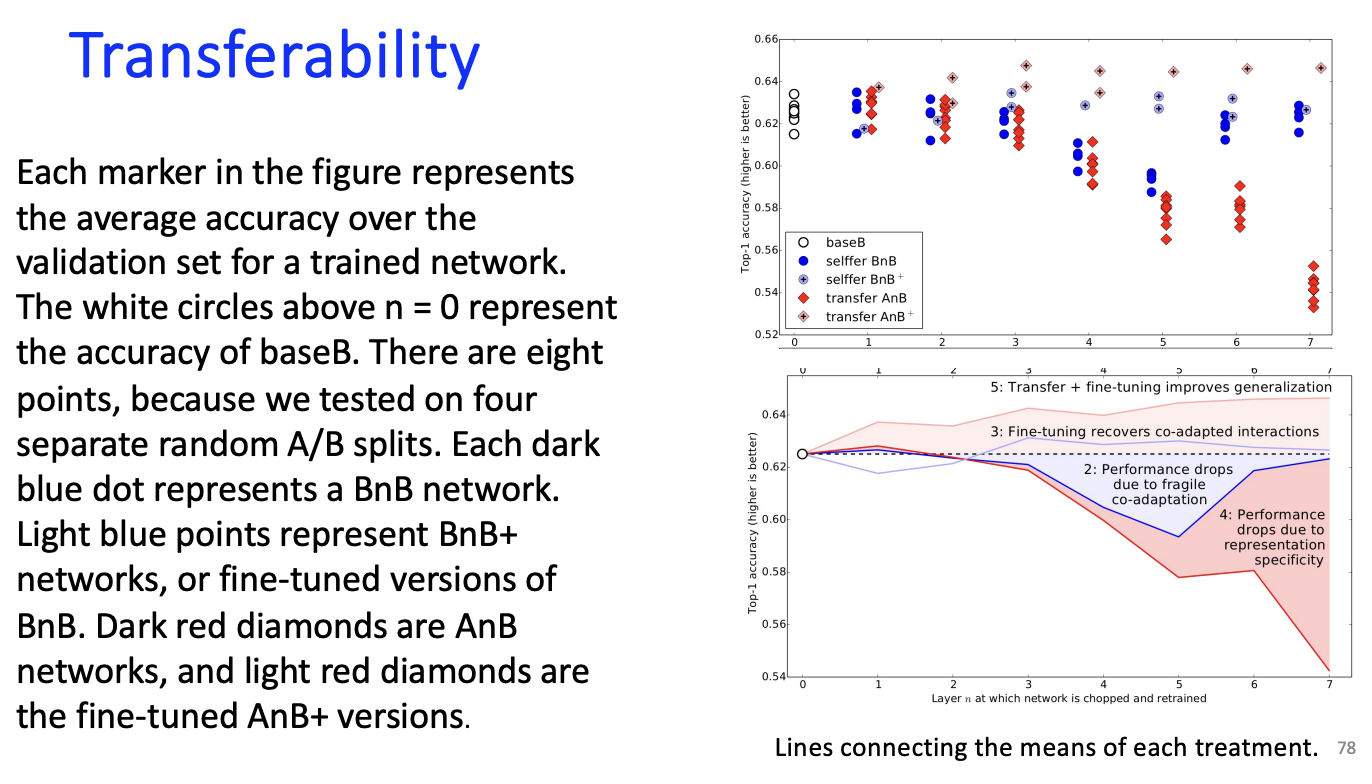 Transferability
Each marker in the figure represents
the average accuracy over the
validation set for a trained network.
The white circles above n = 0 represent
the accuracy of baseB. There are eight
points, because we tested on four
separate random A/B splits. Each dark
blue dot represents a BnB network.
Light blue points represent BnB+
networks, or fine-tuned versions of
BnB. Dark red diamonds are AnB
networks, and light red diamonds are
the fine-tuned AnB+ versions.
Top-1 accuracy (higher is better)
0.66
0.64
0.62
0.60
0.58
0.56
0.54
0.52
baseB
selffer BnB
selffer BnB+
transfer AnB
transfer AnB+
0 1 2 3 4 5 6 7
0 1 2 3 4 5 6 7
Top-1 accuracy (higher is better)
0.64
0.62
0.60
0.58
0.56
0.54
5: Transfer + fine-tuning improves generalization
3: Fine-tuning recovers co-adapted interactions
2: Performance drops
due to fragile
co-adaptation
4: Performance
drops due to
representation
specificity
0 1 2 3 4 5 6 7
Layer n at which network is chopped and retrained
Lines connecting the means of each treatment.
78